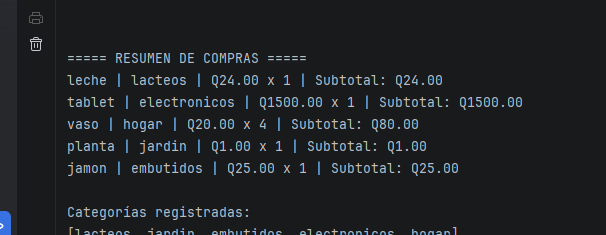 ===== RESUMEN DE COMPRAS =====
leche | lacteos | Q24.00 x 1 | Subtotal: Q24.00
tablet | electronicos | Q1500.00 x 1 | Subtotal: Q1500.00
vaso | hogar | Q20.00 x 4 | Subtotal: Q80.00
planta | jardin | Q1.00 x 1 | Subtotal: Q1.00
jamon | embutidos | Q25.00 x 1 | Subtotal: Q25.00
Categorías registradas:
[lacteos, jardin, embutidos, electronicos, hogar]